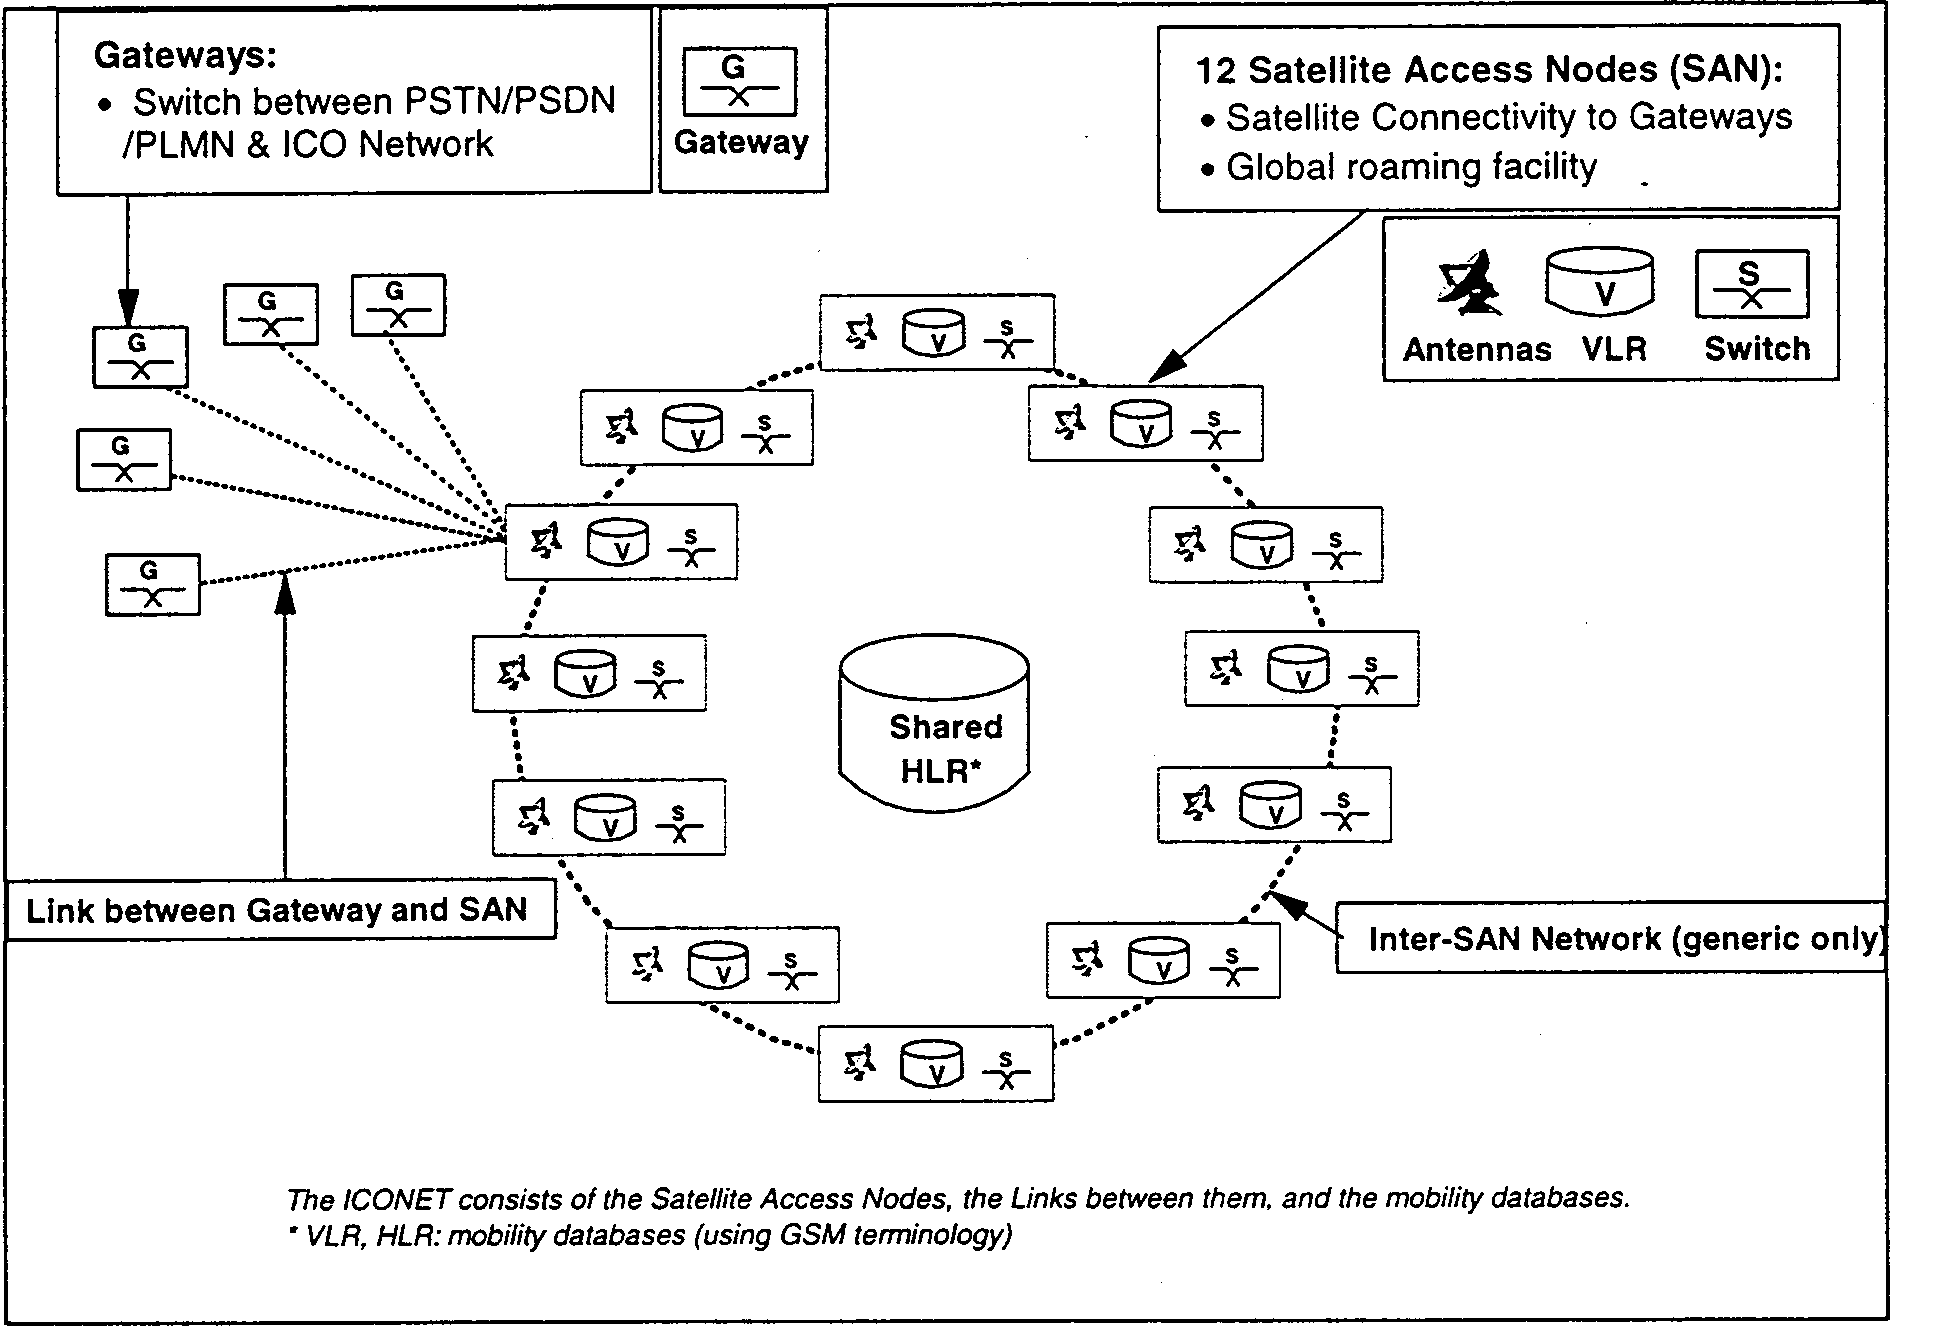 Gateways:
• Switch between PSTN/PSDN
/PLMN & ICO Network
G
Gateway
12 Satellite Access Nodes (SAN):
• Satellite Connectivity to Gateways
• Global roaming facility
V
S
Antennas VLR Switch
G
G
G
G
G
V S
V S
V S
V S
V S
V S
V S
V S
V S
V S
V S
V S
Shared
HLR*
Link between Gateway and SAN
Inter-SAN Network (generic only)
The ICONET consists of the Satellite Access Nodes, the Links between them, and the mobility databases.
* VLR, HLR: mobility databases (using GSM terminology)